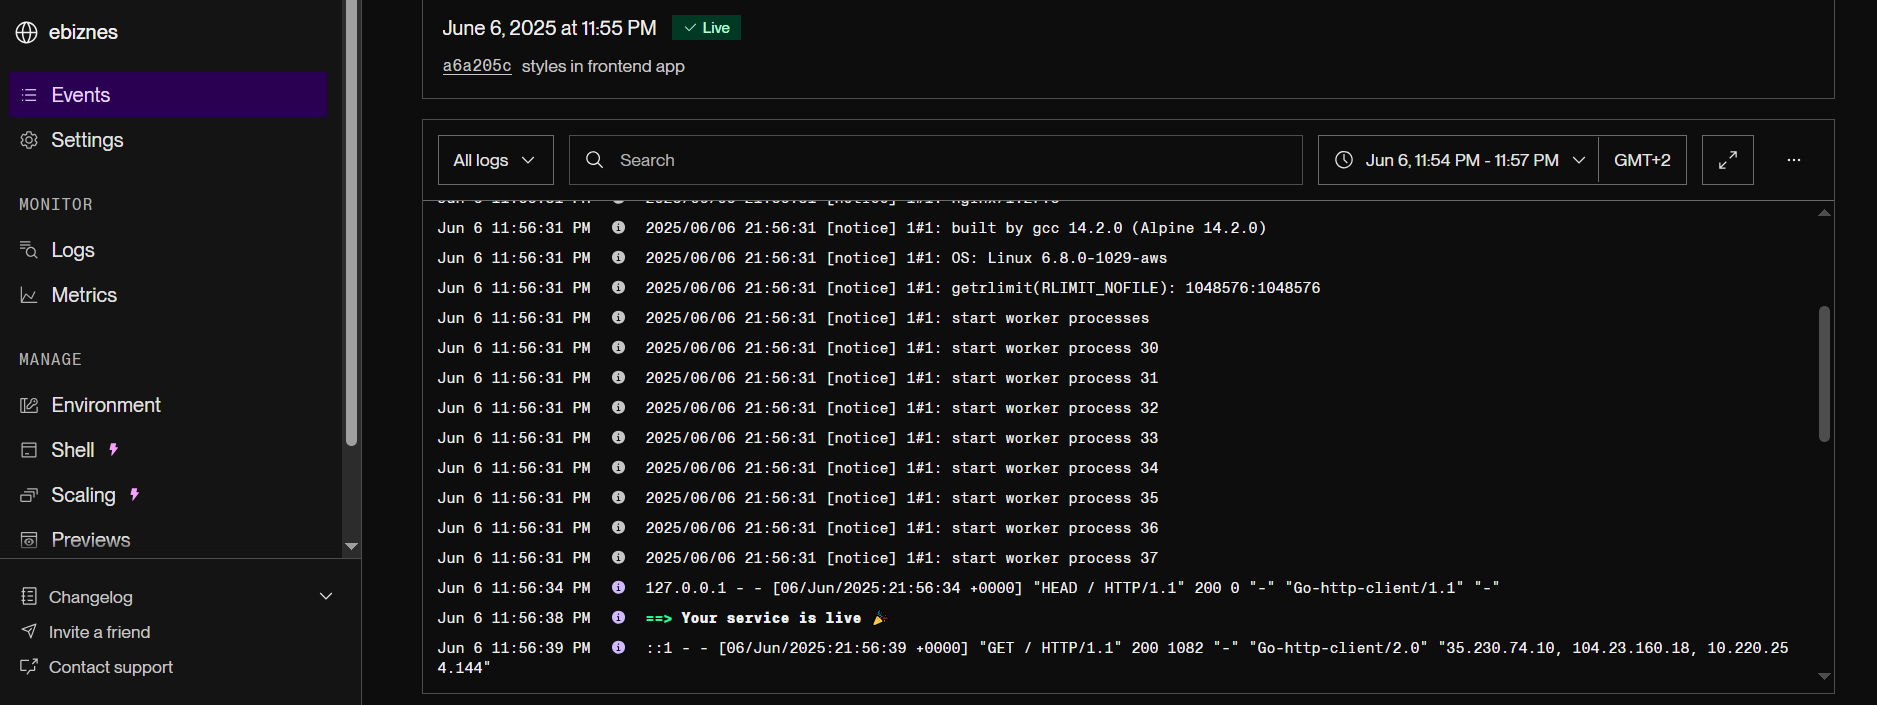 ebiznes
Events
Settings
MONITOR
Logs
Metrics
MANAGE
Environment
Shell
Scaling
Previews
Changelog
Invite a friend
Contact support
June 6, 2025 at 11:55 PM Live
a6a205c styles in frontend app
All logs Search Jun 6, 11:54 PM - 11:57 PM GMT+2
Jun 6 11:56:31 PM 2025/06/06 21:56:31 [notice] 1#1: built by gcc 14.2.0 (Alpine 14.2.0)
Jun 6 11:56:31 PM 2025/06/06 21:56:31 [notice] 1#1: OS: Linux 6.8.0-1029-aws
Jun 6 11:56:31 PM 2025/06/06 21:56:31 [notice] 1#1: getrlimit(RLIMIT_NOFILE): 1048576:1048576
Jun 6 11:56:31 PM 2025/06/06 21:56:31 [notice] 1#1: start worker processes
Jun 6 11:56:31 PM 2025/06/06 21:56:31 [notice] 1#1: start worker process 30
Jun 6 11:56:31 PM 2025/06/06 21:56:31 [notice] 1#1: start worker process 31
Jun 6 11:56:31 PM 2025/06/06 21:56:31 [notice] 1#1: start worker process 32
Jun 6 11:56:31 PM 2025/06/06 21:56:31 [notice] 1#1: start worker process 33
Jun 6 11:56:31 PM 2025/06/06 21:56:31 [notice] 1#1: start worker process 34
Jun 6 11:56:31 PM 2025/06/06 21:56:31 [notice] 1#1: start worker process 35
Jun 6 11:56:31 PM 2025/06/06 21:56:31 [notice] 1#1: start worker process 36
Jun 6 11:56:31 PM 2025/06/06 21:56:31 [notice] 1#1: start worker process 37
Jun 6 11:56:34 PM 127.0.0.1 - - [06/Jun/2025:21:56:34 +0000] "HEAD / HTTP/1.1" 200 0 "-" "Go-http-client/1.1" "-"
Jun 6 11:56:38 PM ==> Your service is live 🎉
Jun 6 11:56:39 PM ::1 - - [06/Jun/2025:21:56:39 +0000] "GET / HTTP/1.1" 200 1082 "-" "Go-http-client/2.0" "35.230.74.10, 104.23.160.18, 10.220.25
4.144"